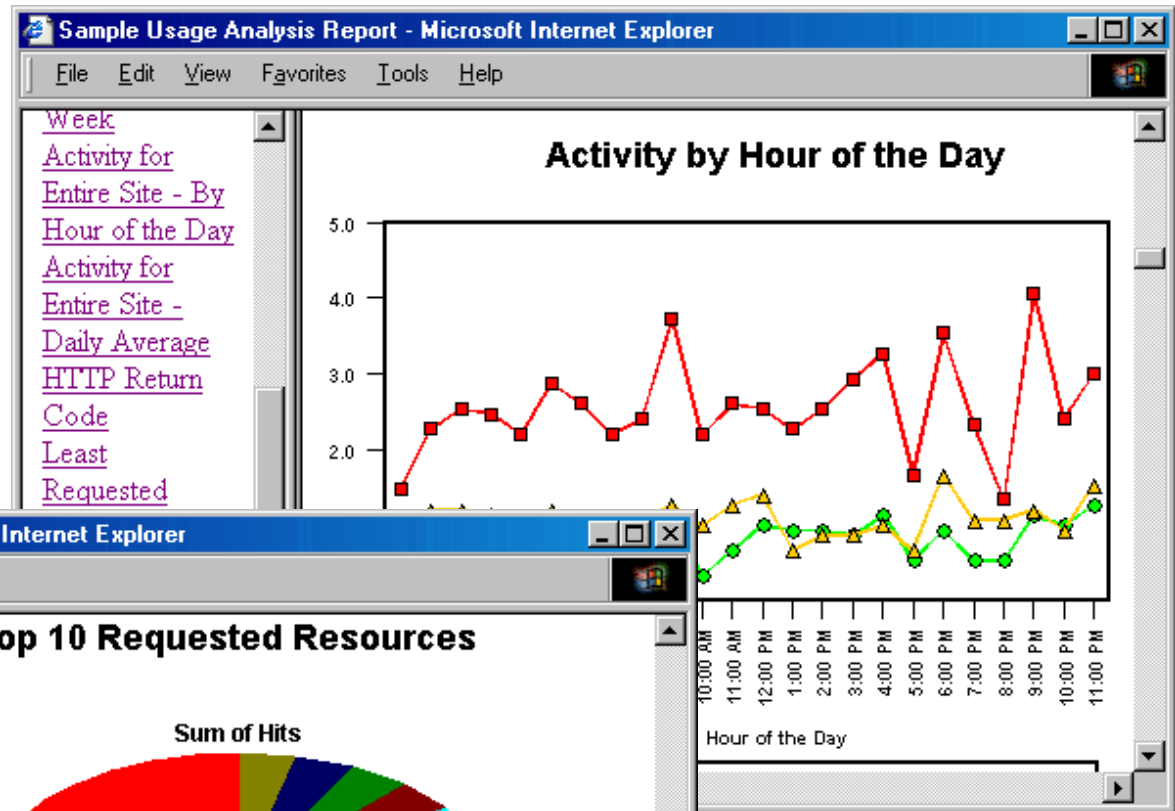 Sample Usage Analysis Report - Microsoft Internet Explorer
File Edit View Favorites Tools Help
Week
Activity for
Entire Site - By
Hour of the Day
Activity for
Entire Site -
Daily Average
HTTP Return
Code
Least
Requested
Activity by Hour of the Day
5.0
4.0
3.0
2.0
10:00 AM
11:00 AM
12:00 PM
1:00 PM
2:00 PM
3:00 PM
4:00 PM
5:00 PM
6:00 PM
7:00 PM
8:00 PM
9:00 PM
10:00 PM
11:00 PM
Hour of the Day
Internet Explorer
op 10 Requested Resources
Sum of Hits